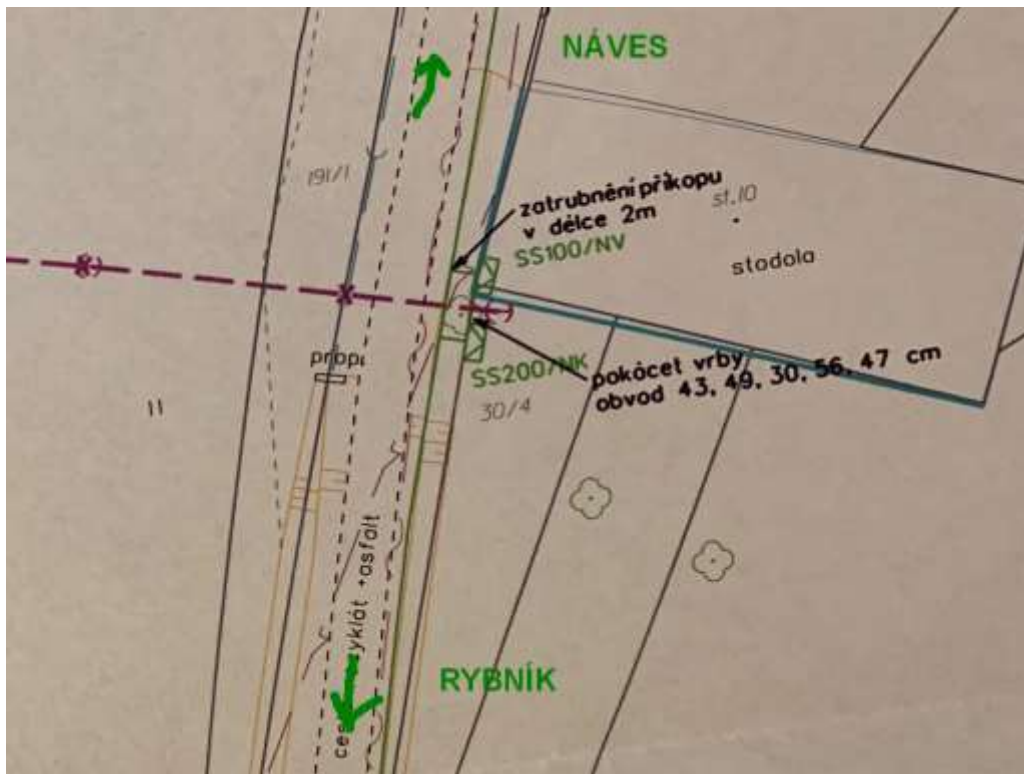 NÁVES
191/1
zatrubnění příkopu
v délce 2m
st.10
SS100/NV
stodola
SS200/NK
pokácet vrby
obvod 43, 49, 30, 56, 47 cm
30/4
11
+asfalt
RYBNÍK